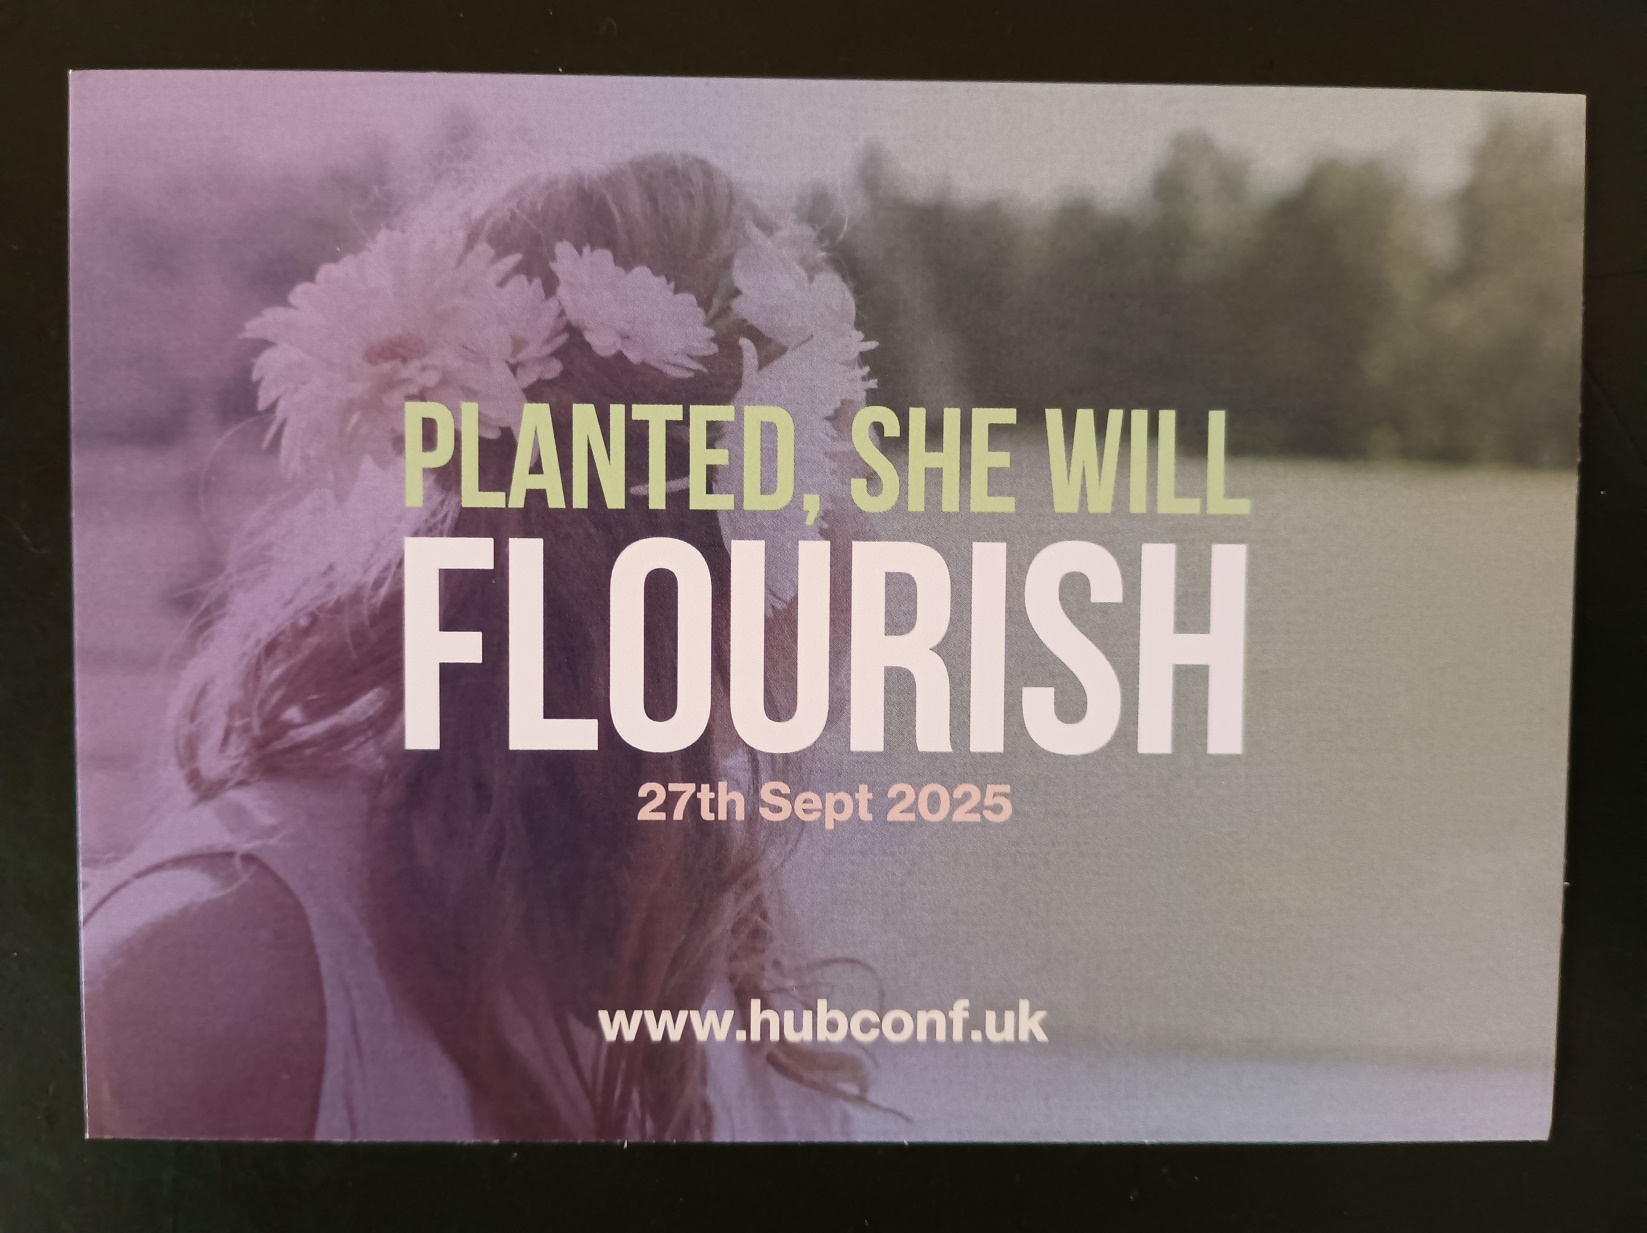 PLANTED, SHE WILL
FLOURISH
27th Sept 2025
www.hubconf.uk